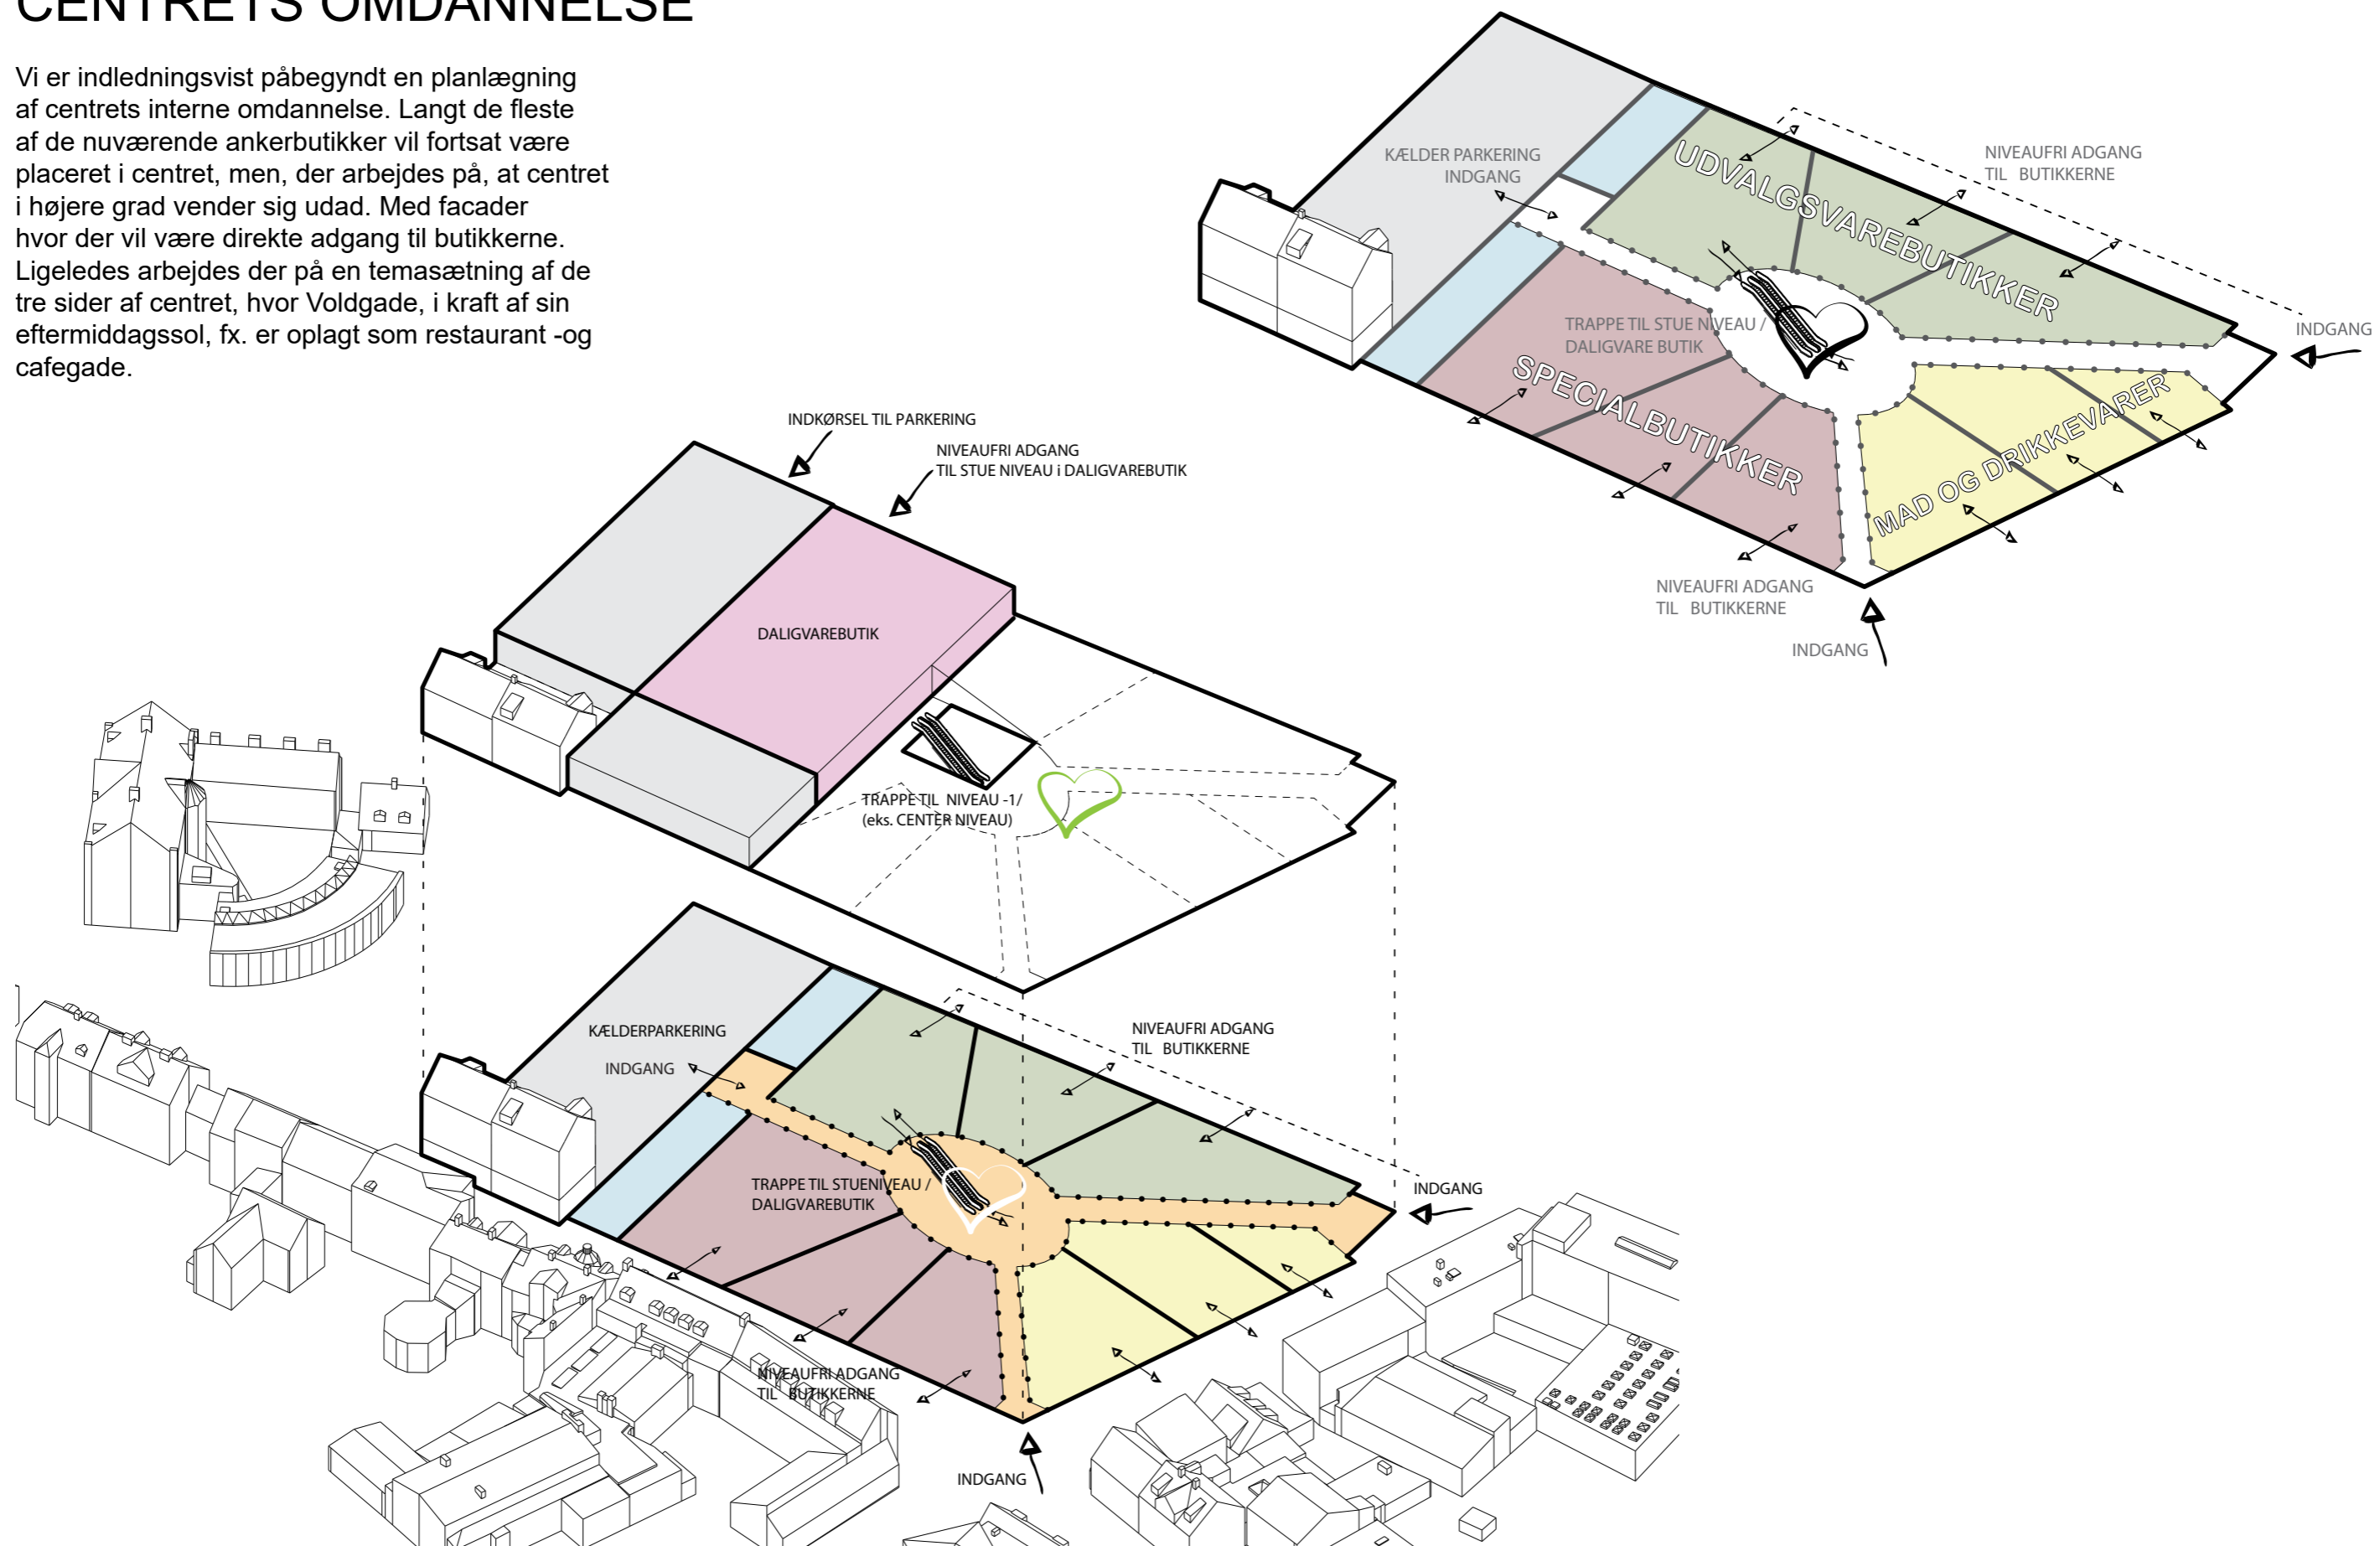 CENTRETS OMDANNELSE
Vi er indledningsvist påbegyndt en planlægning
af centrets interne omdannelse. Langt de fleste
af de nuværende ankerbutikker vil fortsat være
placeret i centret, men, der arbejdes på, at centret
i højere grad vender sig udad. Med facader
hvor der vil være direkte adgang til butikkerne.
Ligeledes arbejdes der på en temasætning af de
tre sider af centret, hvor Voldgade, i kraft af sin
eftermiddagssol, fx. er oplagt som restaurant -og
cafegade.
KÆLDER PARKERING
INDGANG
UDVALGSVAREBUTIKKER
NIVEAUFRI ADGANG
TIL BUTIKKERNE
TRAPPE TIL STUE NIVEAU /
DALIGVARE BUTIK
INDGANG
SPECIALBUTIKKER
MAD OG DRIKKEVARER
NIVEAUFRI ADGANG
TIL BUTIKKERNE
INDGANG
INDKØRSEL TIL PARKERING
NIVEAUFRI ADGANG
TIL STUE NIVEAU i DALIGVAREBUTIK
DALIGVAREBUTIK
TRAPPE TIL NIVEAU -1/
(eks. CENTER NIVEAU)
KÆLDERPARKERING
INDGANG
NIVEAUFRI ADGANG
TIL BUTIKKERNE
TRAPPE TIL STUENIVEAU /
DALIGVAREBUTIK
INDGANG
NIVEAUFRI ADGANG
TIL BUTIKKERNE
INDGANG